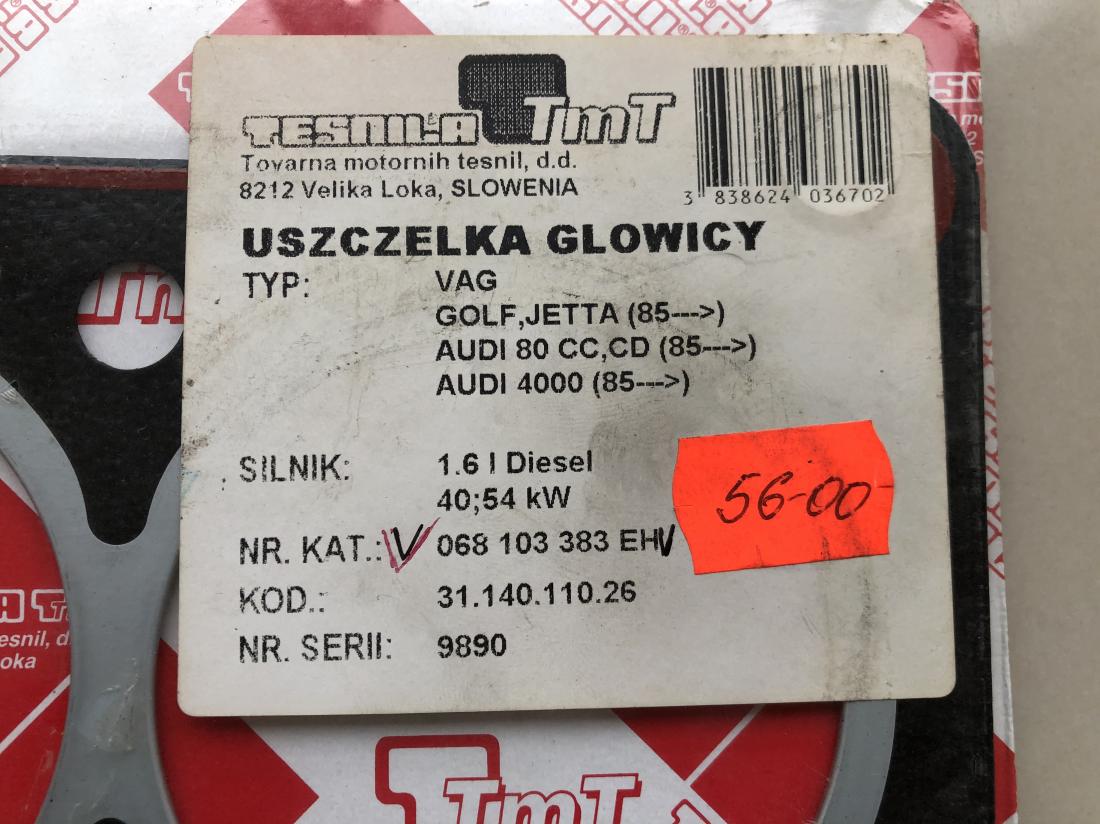 TESNILA TmT
Tovarna motornih tesnil, d.d.
8212 Velika Loka, SLOWENIA
3 838624 036702
USZCZELKA GLOWICY
TYP: VAG
GOLF,JETTA (85--->)
AUDI 80 CC,CD (85--->)
AUDI 4000 (85--->)
SILNIK: 1.6 l Diesel
40;54 kW
56-00
NR. KAT.: V 068 103 383 EH V
KOD.: 31.140.110.26
NR. SERII: 9890
esnil, d
oka
TmT